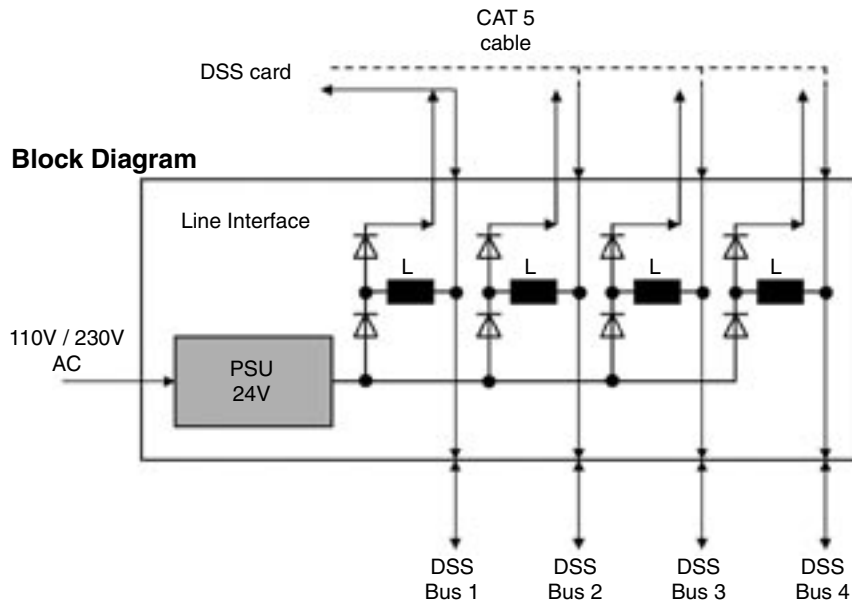 CAT 5
cable
DSS card
Block Diagram
Line Interface
L
L
L
L
110V / 230V
AC
PSU
24V
DSS
Bus 1
DSS
Bus 2
DSS
Bus 3
DSS
Bus 4